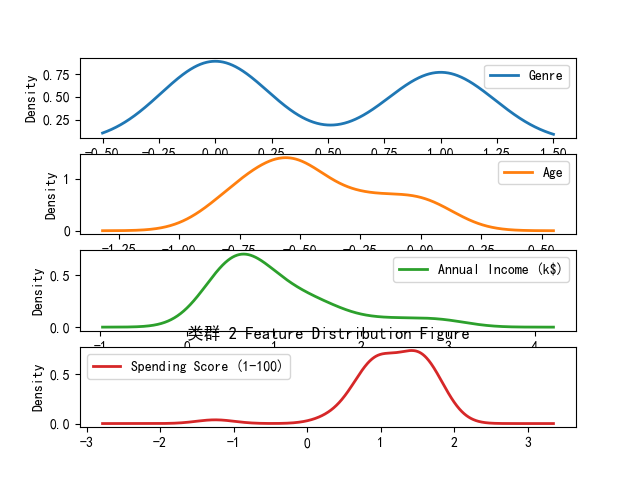 Density
0.75
0.50
0.25
Genre
−0.50 −0.25 0.00 0.25 0.50 0.75 1.00 1.25 1.50
Density
1
0
Age
−1.25 −1.00 −0.75 −0.50 −0.25 0.00 0.25 0.50
Density
0.5
0.0
Annual Income (k$)
−1 0 1 2 3 4
类群 2 Feature Distribution Figure
Density
0.5
0.0
Spending Score (1-100)
−3 −2 −1 0 1 2 3